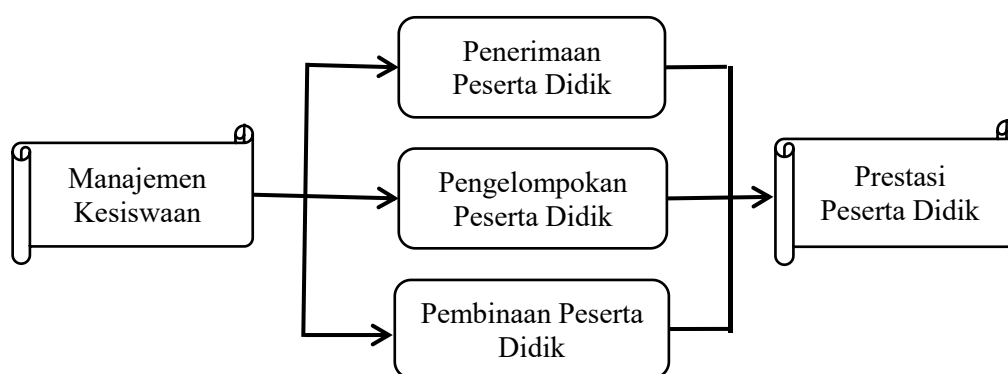 Penerimaan
Peserta Didik
Manajemen
Kesiswaan
Pengelompokan
Peserta Didik
Prestasi
Peserta Didik
Pembinaan Peserta
Didik